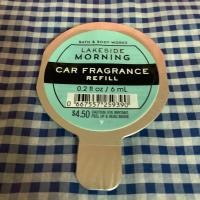 BATH & BODY WORKS
LAKESIDE
MORNING
CAR FRAGRANCE
REFILL
0.2 fl oz / 6 mL
$4.50